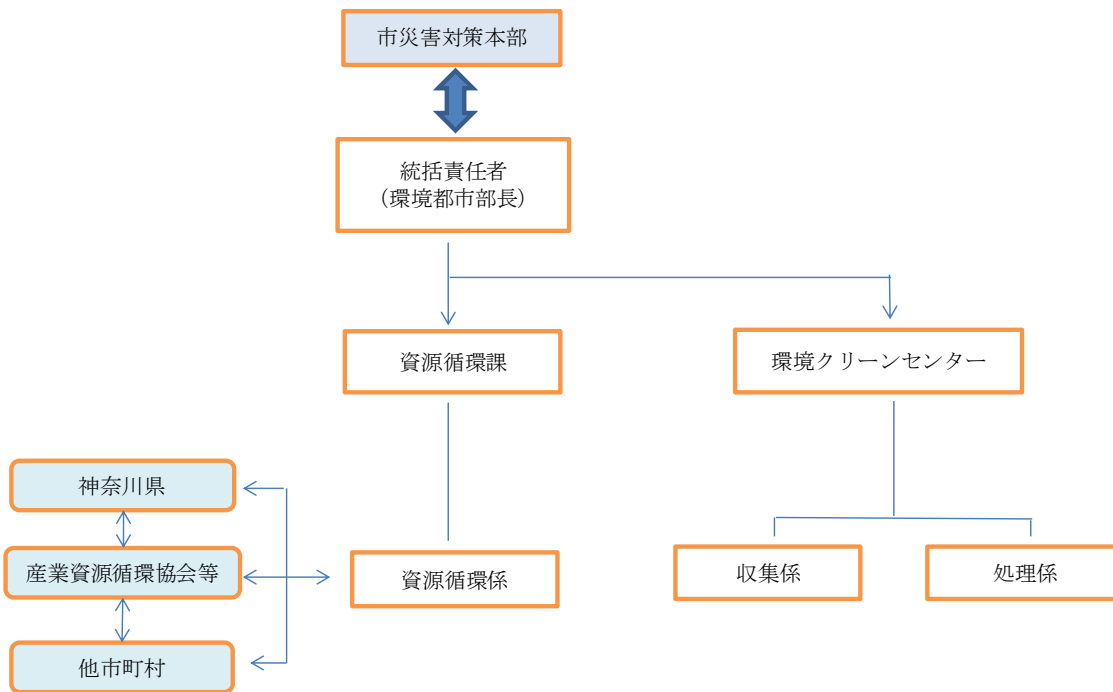 市災害対策本部
統括責任者
（環境都市部長）
資源循環課
環境クリーンセンター
神奈川県
産業資源循環協会等
他市町村
資源循環係
収集係
処理係